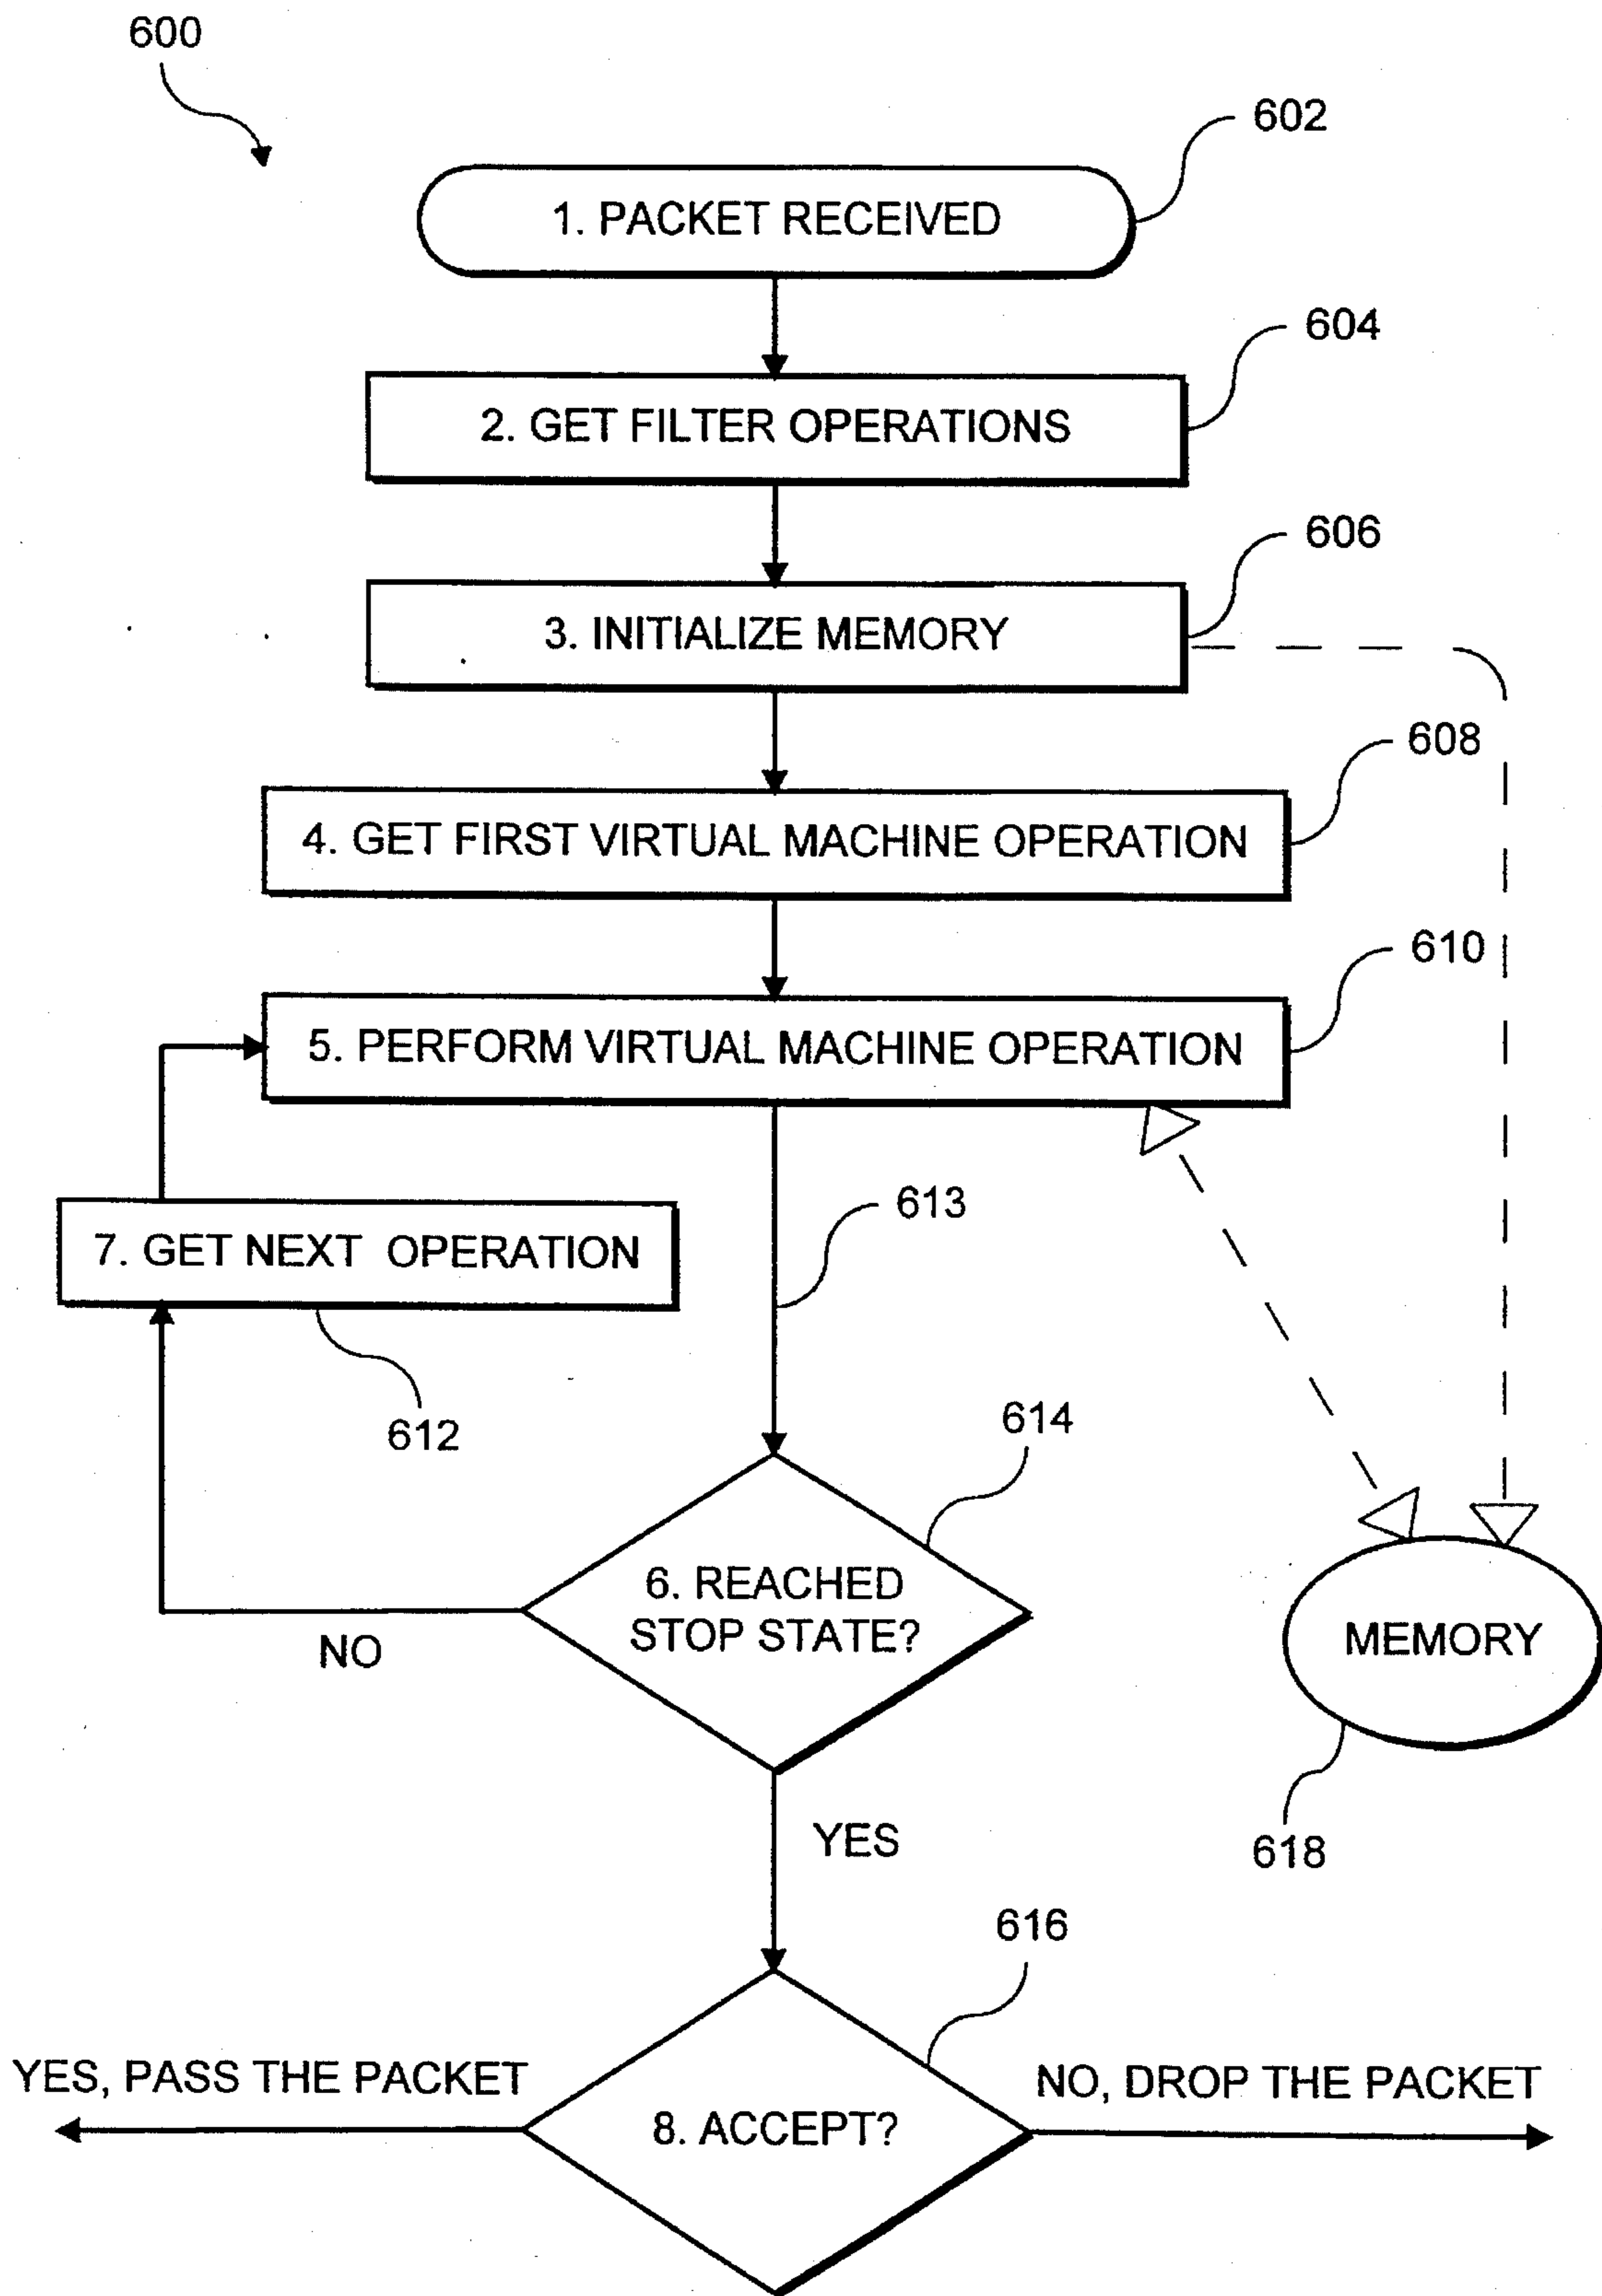 600
602
1. PACKET RECEIVED
604
2. GET FILTER OPERATIONS
606
3. INITIALIZE MEMORY
608
4. GET FIRST VIRTUAL MACHINE OPERATION
610
5. PERFORM VIRTUAL MACHINE OPERATION
613
7. GET NEXT OPERATION
612
614
6. REACHED
STOP STATE?
NO
MEMORY
618
YES
616
YES, PASS THE PACKET
NO, DROP THE PACKET
8. ACCEPT?